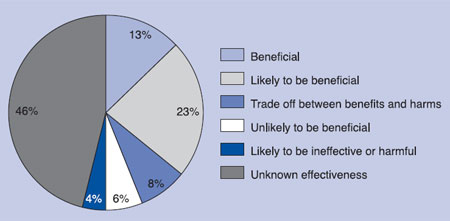 13%
23%
8%
6%
4%
46%
Beneficial
Likely to be beneficial
Trade off between benefits and harms
Unlikely to be beneficial
Likely to be ineffective or harmful
Unknown effectiveness